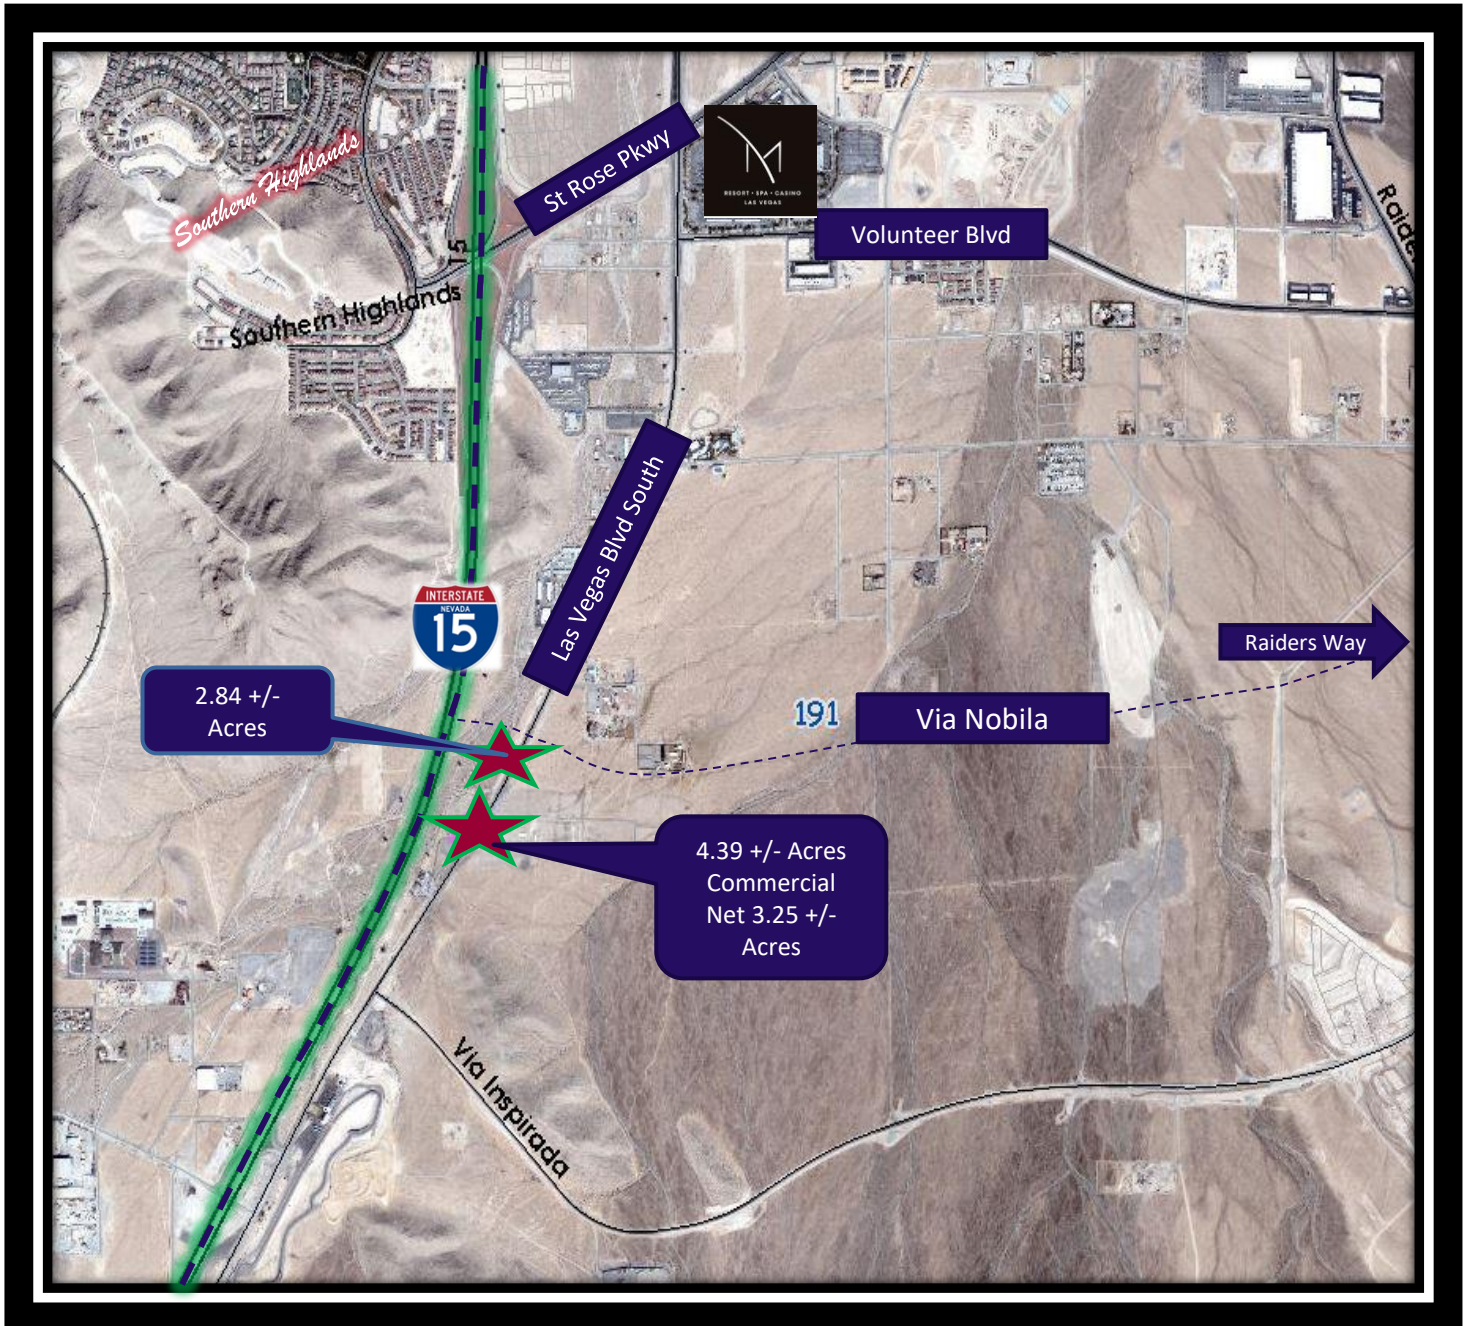 Southern Highlands
St Rose Pkwy
M
RESORT • SPA • CASINO
LAS VEGAS
Volunteer Blvd
15
Southern Highlands
Las Vegas Blvd South
INTERSTATE
NEVADA
15
Raiders Way
2.84 +/-
Acres
191
Via Nobila
4.39 +/- Acres
Commercial
Net 3.25 +/-
Acres
Via Inspirada